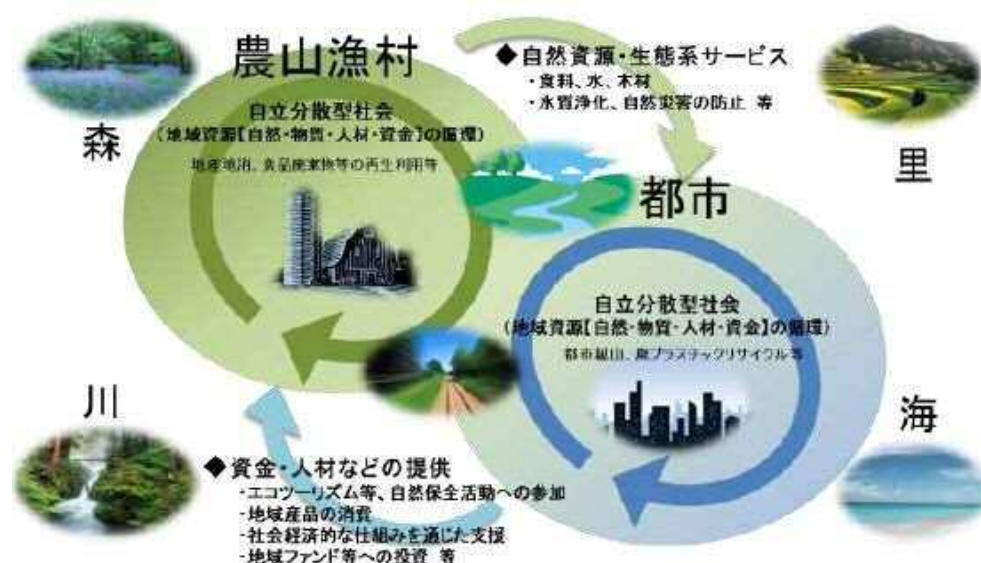 農山漁村
自立分散型社会
(地域資源【自然・物質・人材・資金】の循環)
地産地消、食品廃棄物等の再生利用等
森
◆自然資源・生態系サービス
・食料、水、木材
・水質浄化、自然災害の防止 等
里
都市
自立分散型社会
(地域資源【自然・物質・人材・資金】の循環)
都市鉱山、廃プラスチックリサイクル等
川
海
◆資金・人材などの提供
・エコツーリズム等、自然保全活動への参加
・地域産品の消費
・社会経済的な仕組みを通じた支援
・地域ファンド等への投資 等